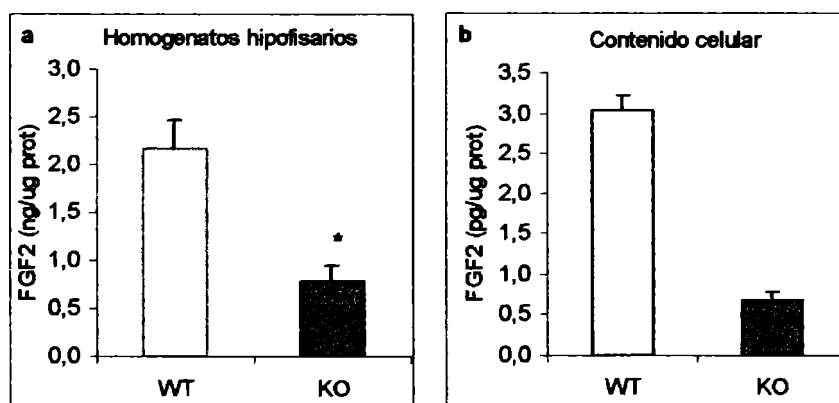 a Homogenatos hipofisarios
FGF2 (ng/ug prot)
3,0
2,5
2,0
1,5
1,0
0,5
0,0
*
WT KO
b Contenido celular
FGF2 (pg/ug prot)
3,5
3,0
2,5
2,0
1,5
1,0
0,5
0,0
WT KO